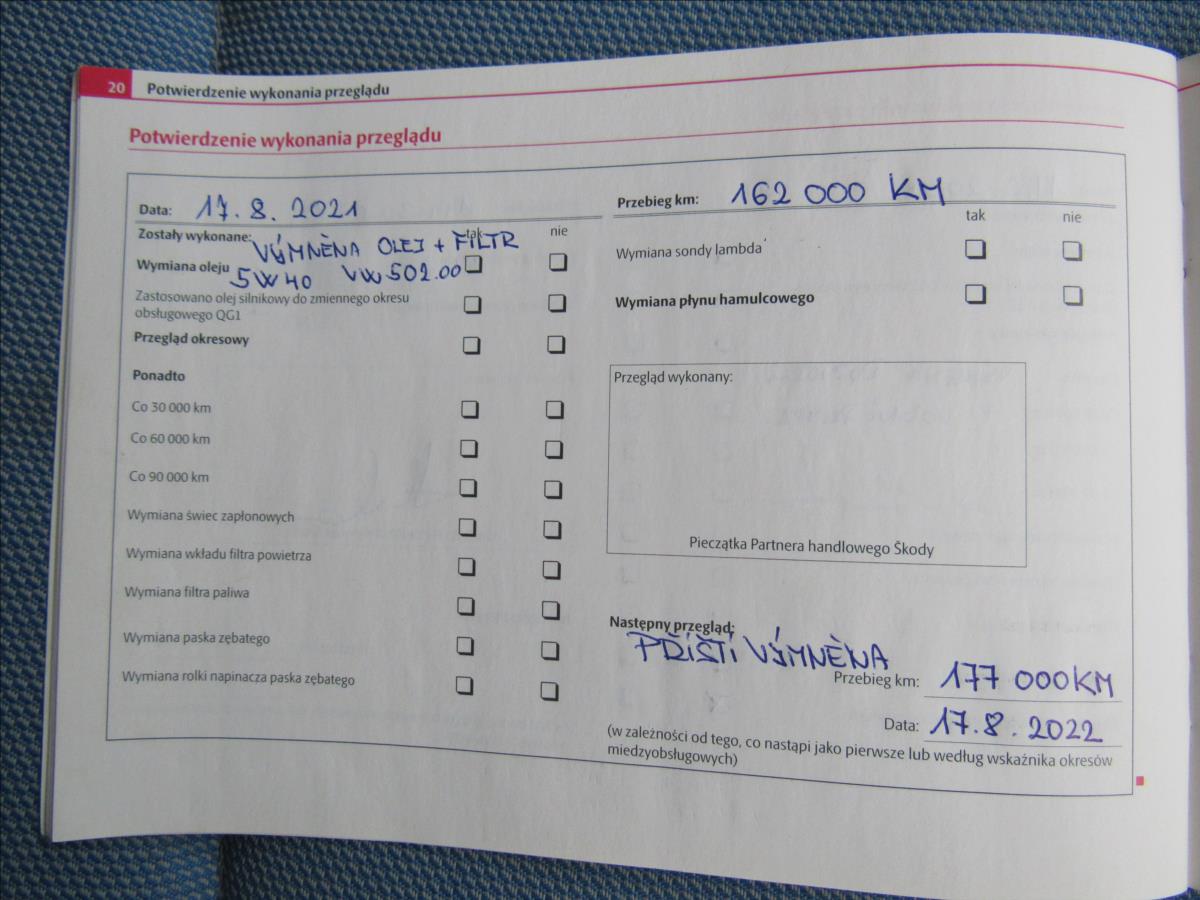 20 Potwierdzenie wykonania przeglądu
Potwierdzenie wykonania przeglądu
Data: 17.8.2021
Zostały wykonane: tak nie
VÝMNĚNA OLEJ + FILTR
Wymiana oleju
5W40 VW502.00
Zastosowano olej silnikowy do zmiennego okresu
obsługowego QG1
Przegląd okresowy
Ponadto
Co 30 000 km
Co 60 000 km
Co 90 000 km
Wymiana świec zapłonowych
Wymiana wkładu filtra powietrza
Wymiana filtra paliwa
Wymiana paska zębatego
Wymiana rolki napinacza paska zębatego
Przebieg km: 162 000 KM
tak nie
Wymiana sondy lambda
Wymiana płynu hamulcowego
Przegląd wykonany:
Pieczątka Partnera handlowego Škody
Następny przegląd:
PŘÍŠTÍ VÝMNĚNA
Przebieg km: 177 000KM
Data: 17.8.2022
(w zależności od tego, co nastąpi jako pierwsze lub według wskaźnika okresów
miedzyobsługowych)